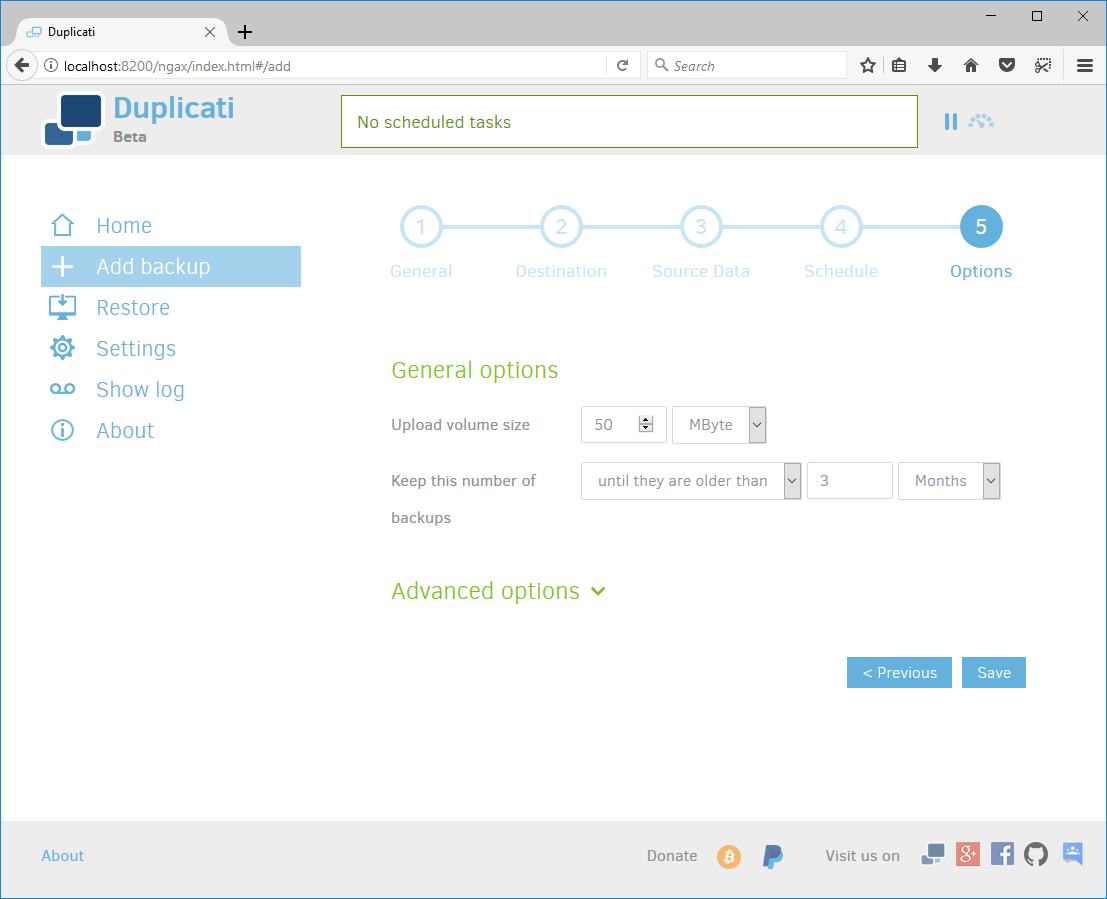 Duplicati
localhost:8200/ngax/index.html#/add
Search
Duplicati
Beta
No scheduled tasks
Home
Add backup
Restore
Settings
Show log
About
1
2
3
4
5
General
Destination
Source Data
Schedule
Options
General options
Upload volume size
50
MByte
Keep this number of
backups
until they are older than
3
Months
Advanced options
< Previous
Save
About
Donate
Visit us on
g+
f